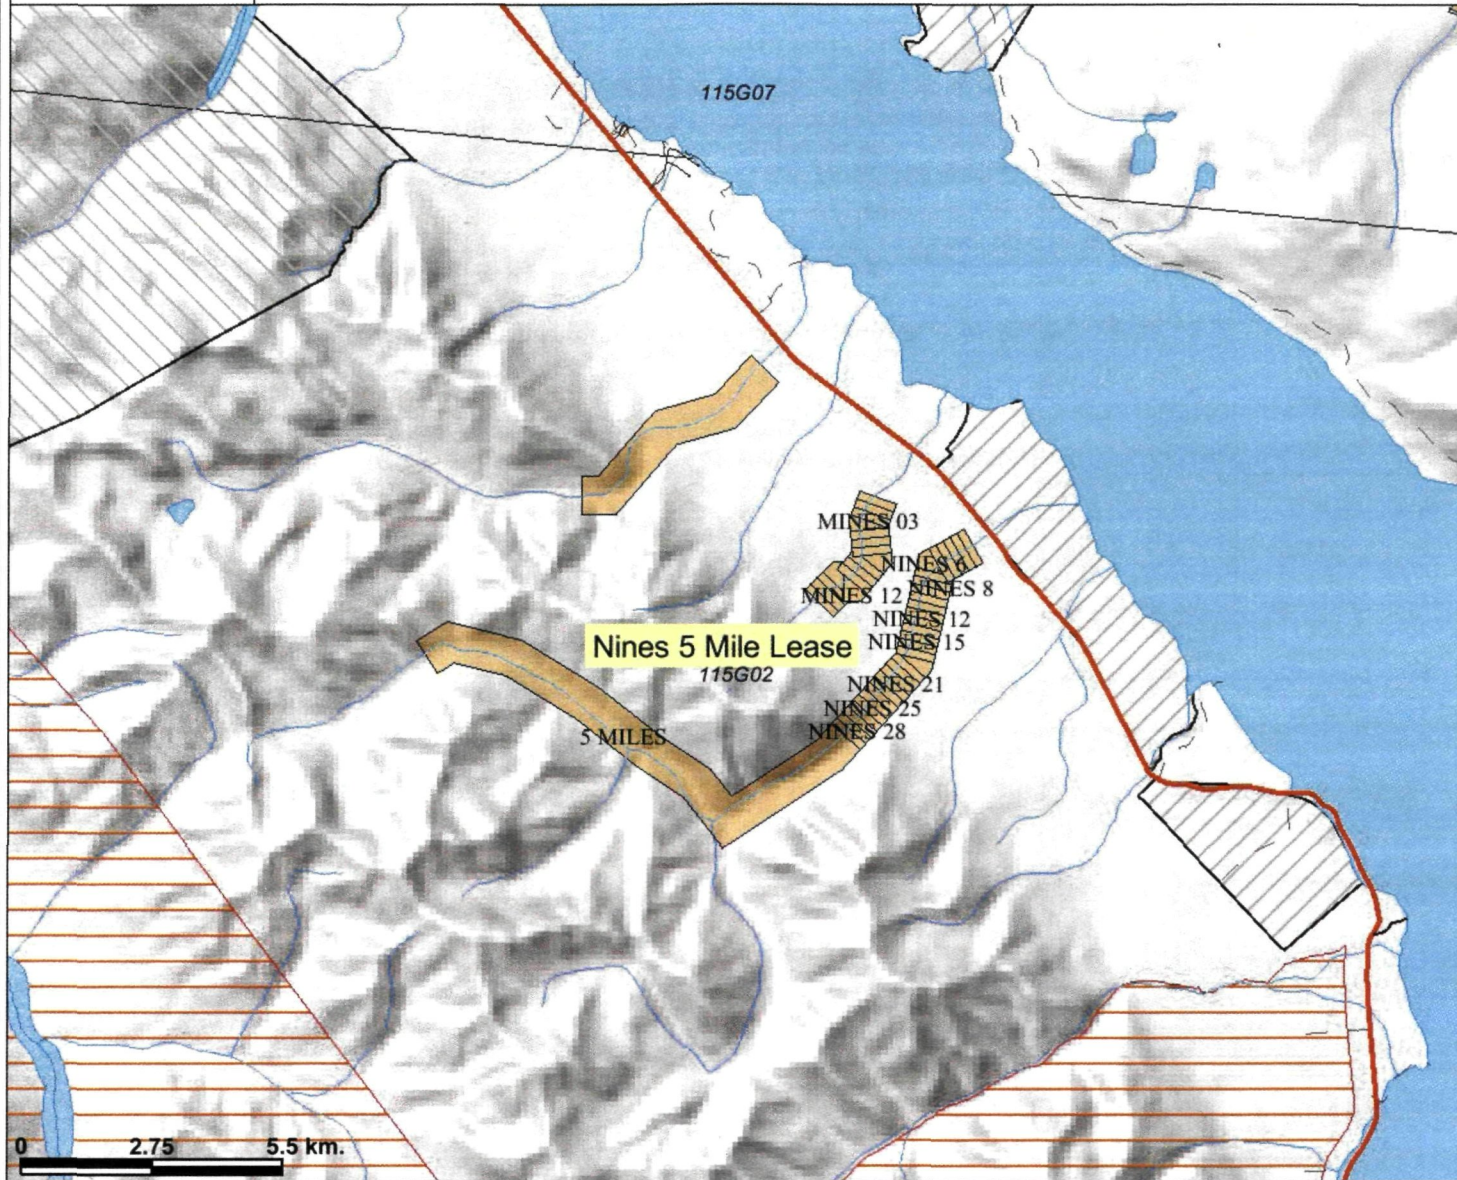 115G07
MINES 03
NINES 6
NINES 8
MINES 12
NINES 12
NINES 15
Nines 5 Mile Lease
115G02
NINES 21
NINES 25
NINES 28
5 MILES
0 2.75 5.5 km.